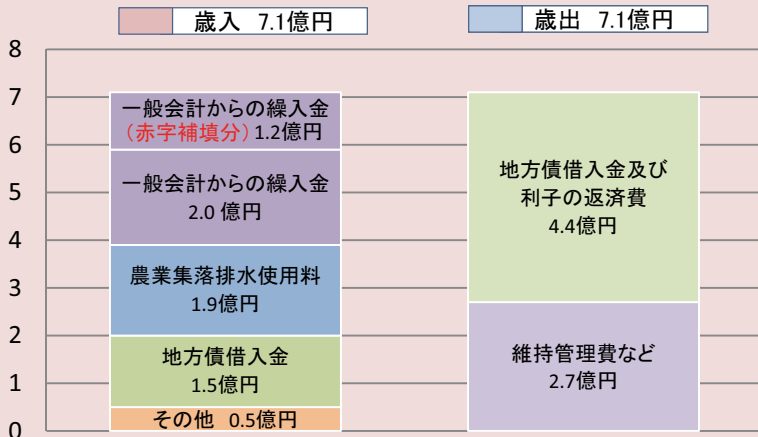 歳入 7.1億円
歳出 7.1億円
8
7
6
5
4
3
2
1
0
一般会計からの繰入金
(赤字補填分) 1.2億円
一般会計からの繰入金
2.0 億円
農業集落排水使用料
1.9億円
地方債借入金
1.5億円
その他 0.5億円
地方債借入金及び
利子の返済費
4.4億円
維持管理費など
2.7億円